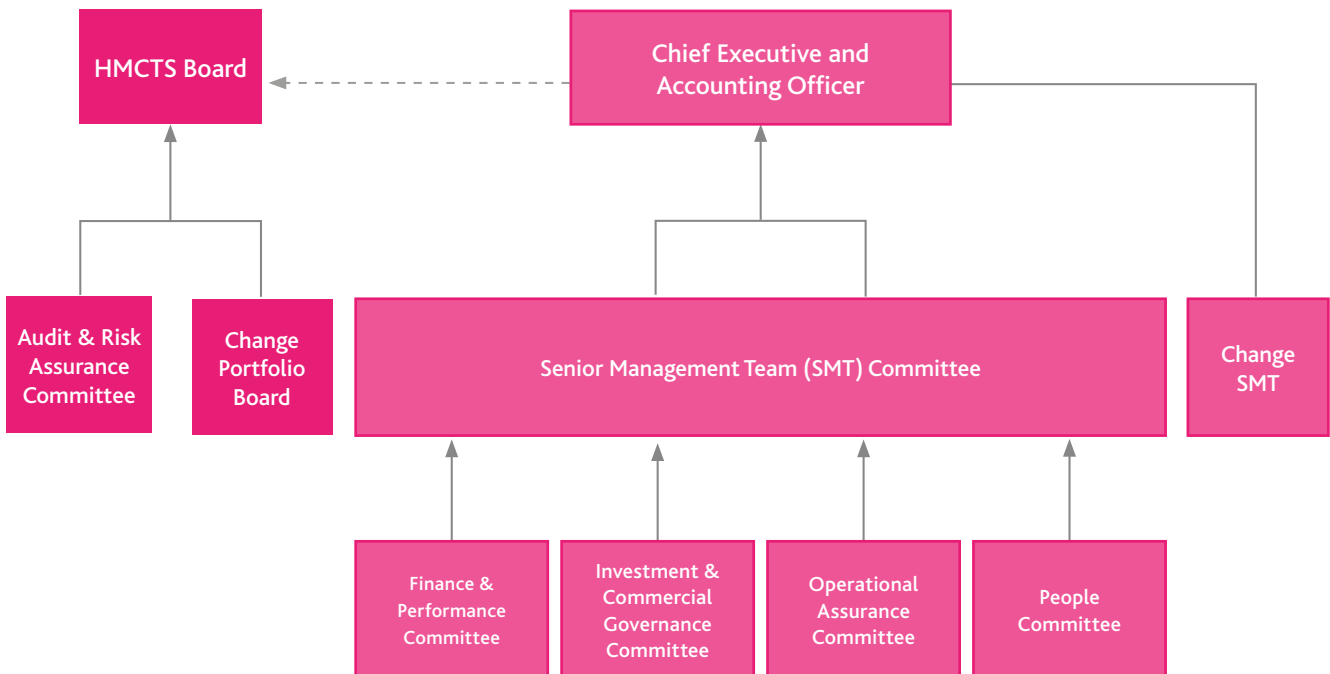 HMCTS Board
Chief Executive and
Accounting Officer
Audit & Risk
Assurance
Committee
Change
Portfolio
Board
Senior Management Team (SMT) Committee
Change
SMT
Finance &
Performance
Committee
Investment &
Commercial
Governance
Committee
Operational
Assurance
Committee
People
Committee